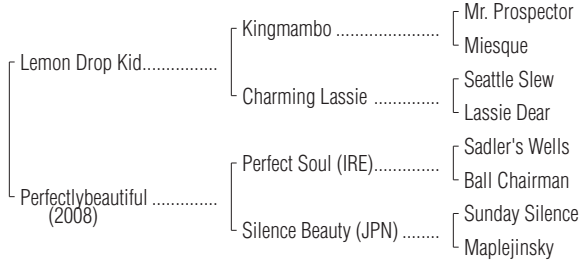 Mr. Prospector
Kingmambo .......................
Miesque
Lemon Drop Kid...............
Seattle Slew
Charming Lassie ..............
Lassie Dear
Sadler's Wells
Perfect Soul (IRE)..............
Ball Chairman
Perfectlybeautiful ..............
(2008)
Sunday Silence
Silence Beauty (JPN) ........
Maplejinsky